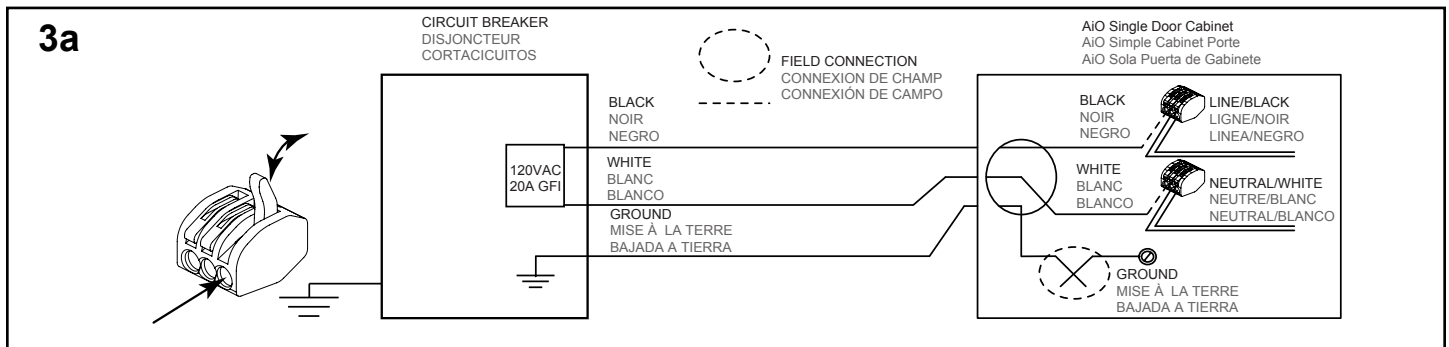 3a
CIRCUIT BREAKER
DISJONCTEUR
CORTACICUITOS
FIELD CONNECTION
CONNEXION DE CHAMP
CONNEXIÓN DE CAMPO
AiO Single Door Cabinet
AiO Simple Cabinet Porte
AiO Sola Puerta de Gabinete
120VAC
20A GFI
BLACK
NOIR
NEGRO
WHITE
BLANC
BLANCO
GROUND
MISE À LA TERRE
BAJADA A TIERRA
BLACK
NOIR
NEGRO
LINE/BLACK
LIGNE/NOIR
LINEA/NEGRO
WHITE
BLANC
BLANCO
NEUTRAL/WHITE
NEUTRE/BLANC
NEUTRAL/BLANCO
GROUND
MISE À LA TERRE
BAJADA A TIERRA